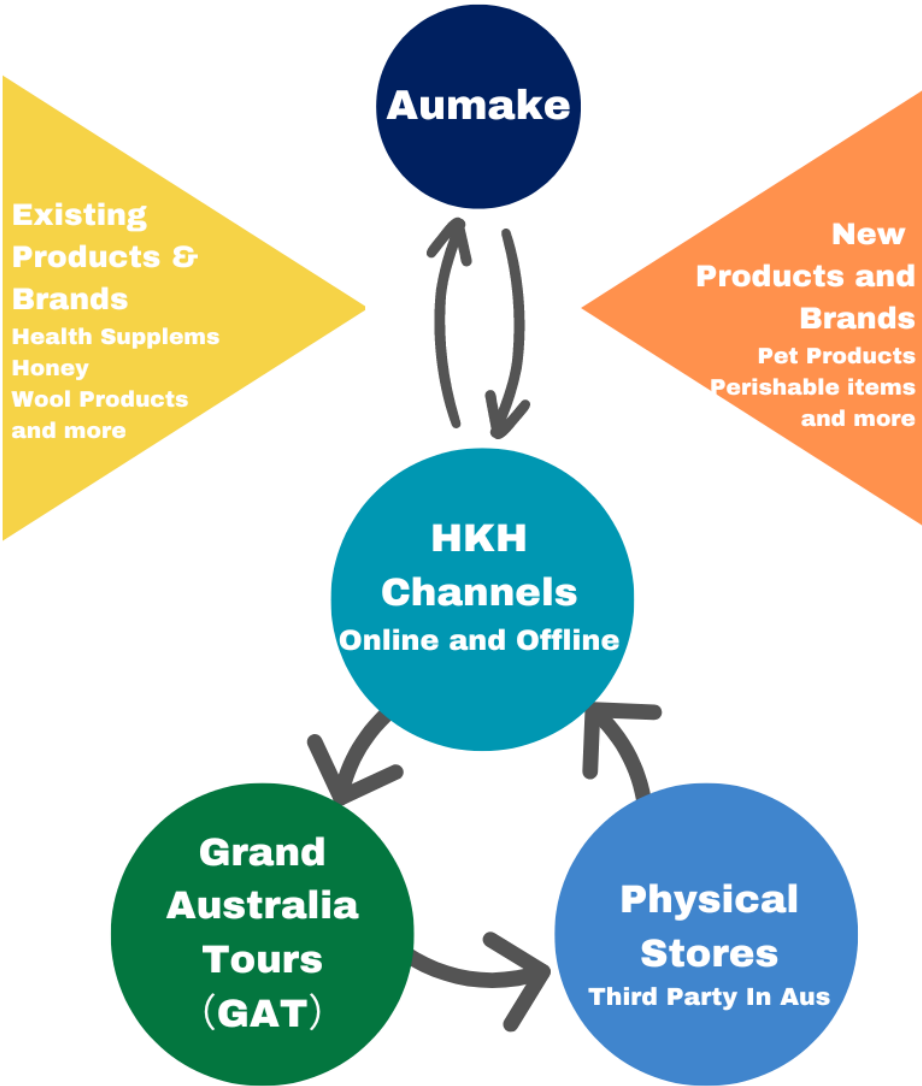 Aumake
Existing
Products &
Brands
Health Supplems
Honey
Wool Products
and more
New
Products and
Brands
Pet Products
Perishable items
and more
HKH
Channels
Online and Offline
Grand
Australia
Tours
（GAT）
Physical
Stores
Third Party In Aus